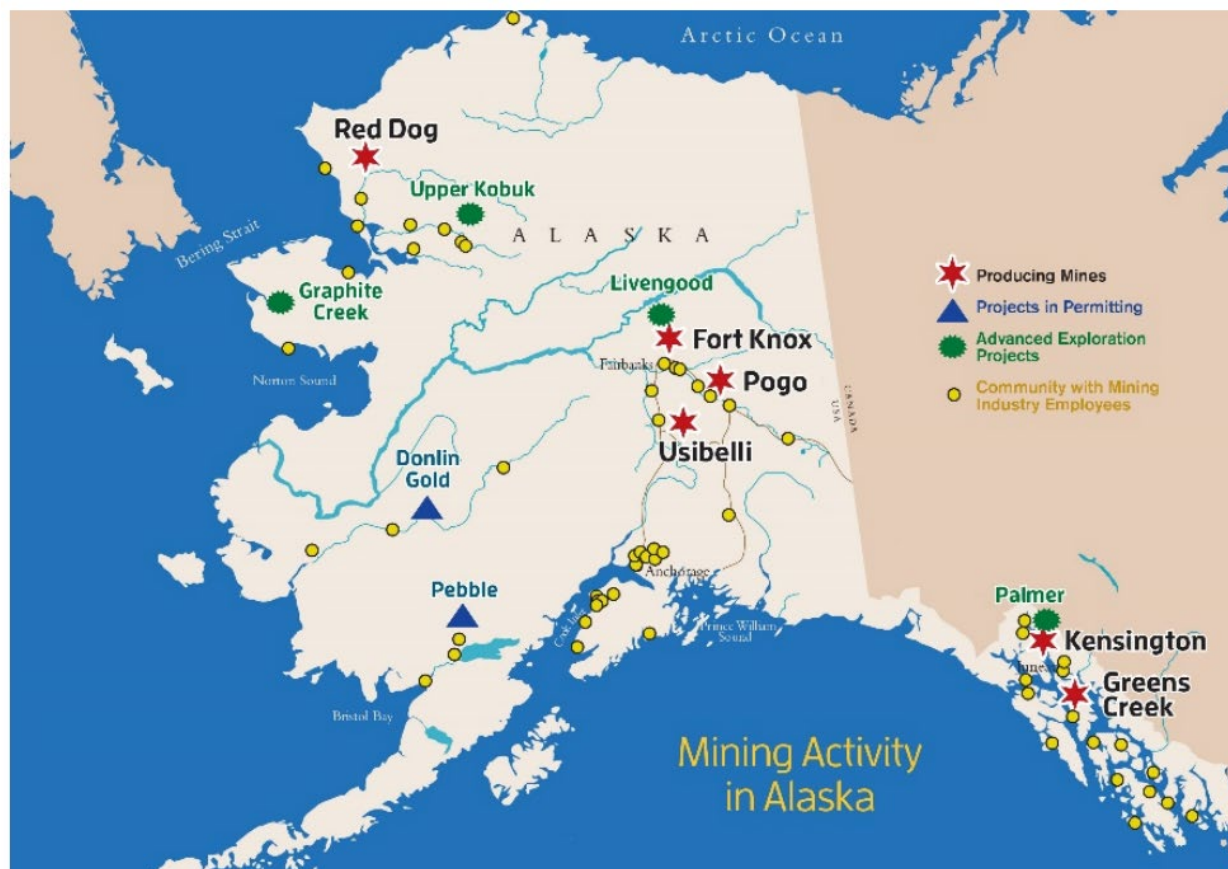 Arctic Ocean
Red Dog
Upper Kobuk
Bering Strait
A L A S K A
Graphite
Creek
Livengood
Producing Mines
Projects in Permitting
Advanced Exploration
Projects
Community with Mining
Industry Employees
Fort Knox
Fairbanks
Norton Sound
Pogo
CANADA
USA
Usibelli
Donlin
Gold
Anchorage
Pebble
Cook Inlet
Prince William
Sound
Palmer
Kensington
Juneau
Greens
Creek
Bristol Bay
Mining Activity
in Alaska